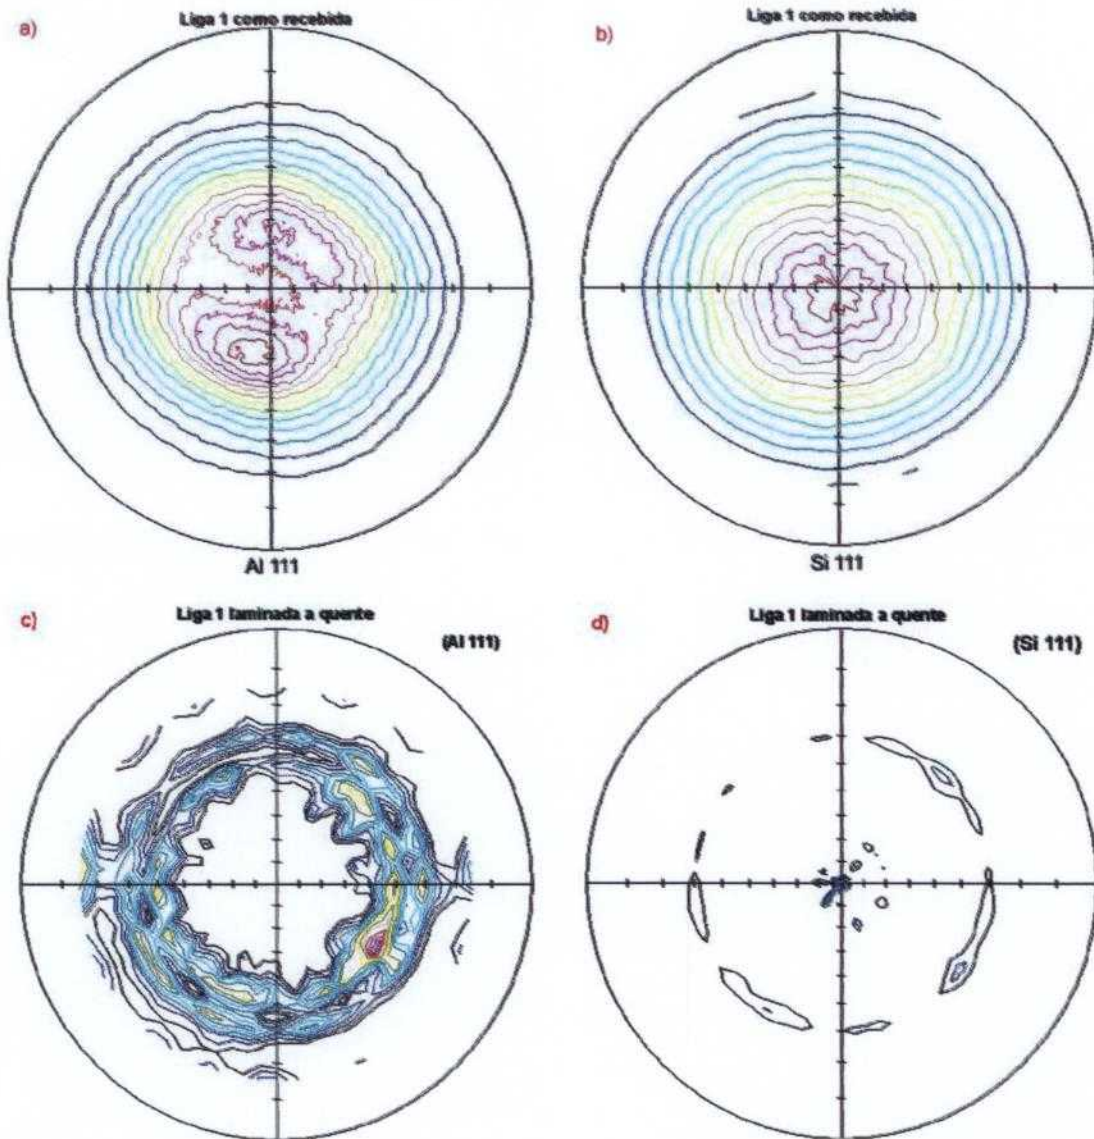 a)
Liga 1 como recebida
b)
Liga 1 como recebida
Al 111
Si 111
c)
Liga 1 laminada a quente
(Al 111)
d)
Liga 1 laminada a quente
(Si 111)